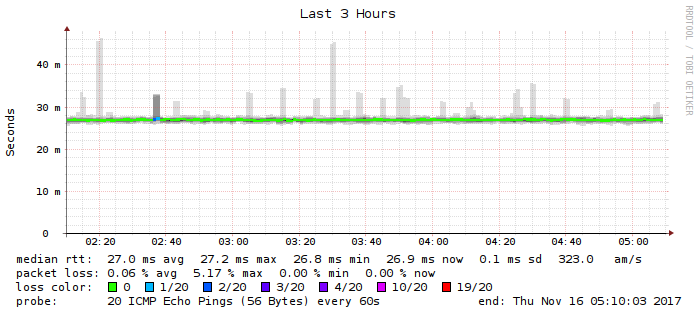 Last 3 Hours
RRDTOOL / TOBI OETIKER
Seconds
40 m
30 m
20 m
10 m
0
02:20 02:40 03:00 03:20 03:40 04:00 04:20 04:40 05:00
median rtt: 27.0 ms avg 27.2 ms max 26.8 ms min 26.9 ms now 0.1 ms sd 323.0 am/s
packet loss: 0.06 % avg 5.17 % max 0.00 % min 0.00 % now
loss color: 0 1/20 2/20 3/20 4/20 10/20 19/20
probe: 20 ICMP Echo Pings (56 Bytes) every 60s end: Thu Nov 16 05:10:03 2017